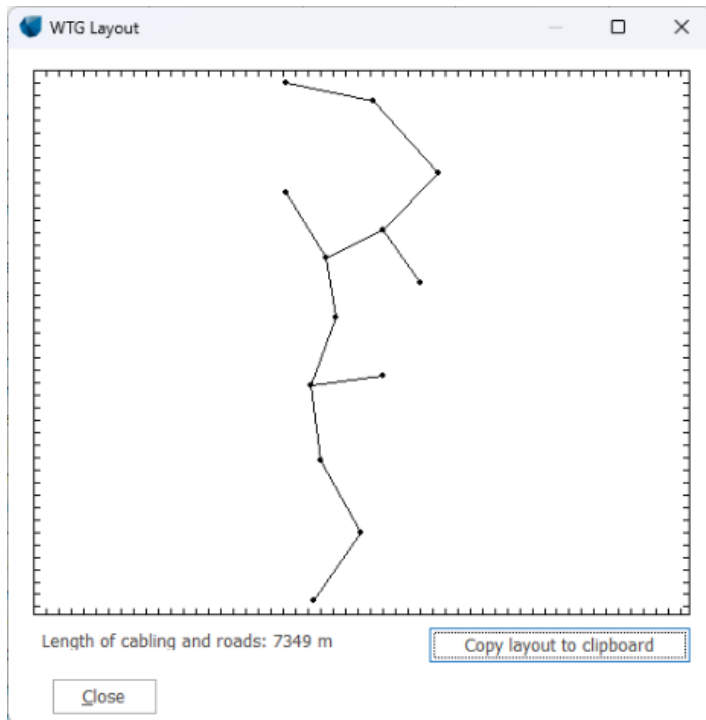 WTG Layout
Length of cabling and roads: 7349 m
Copy layout to clipboard
Close